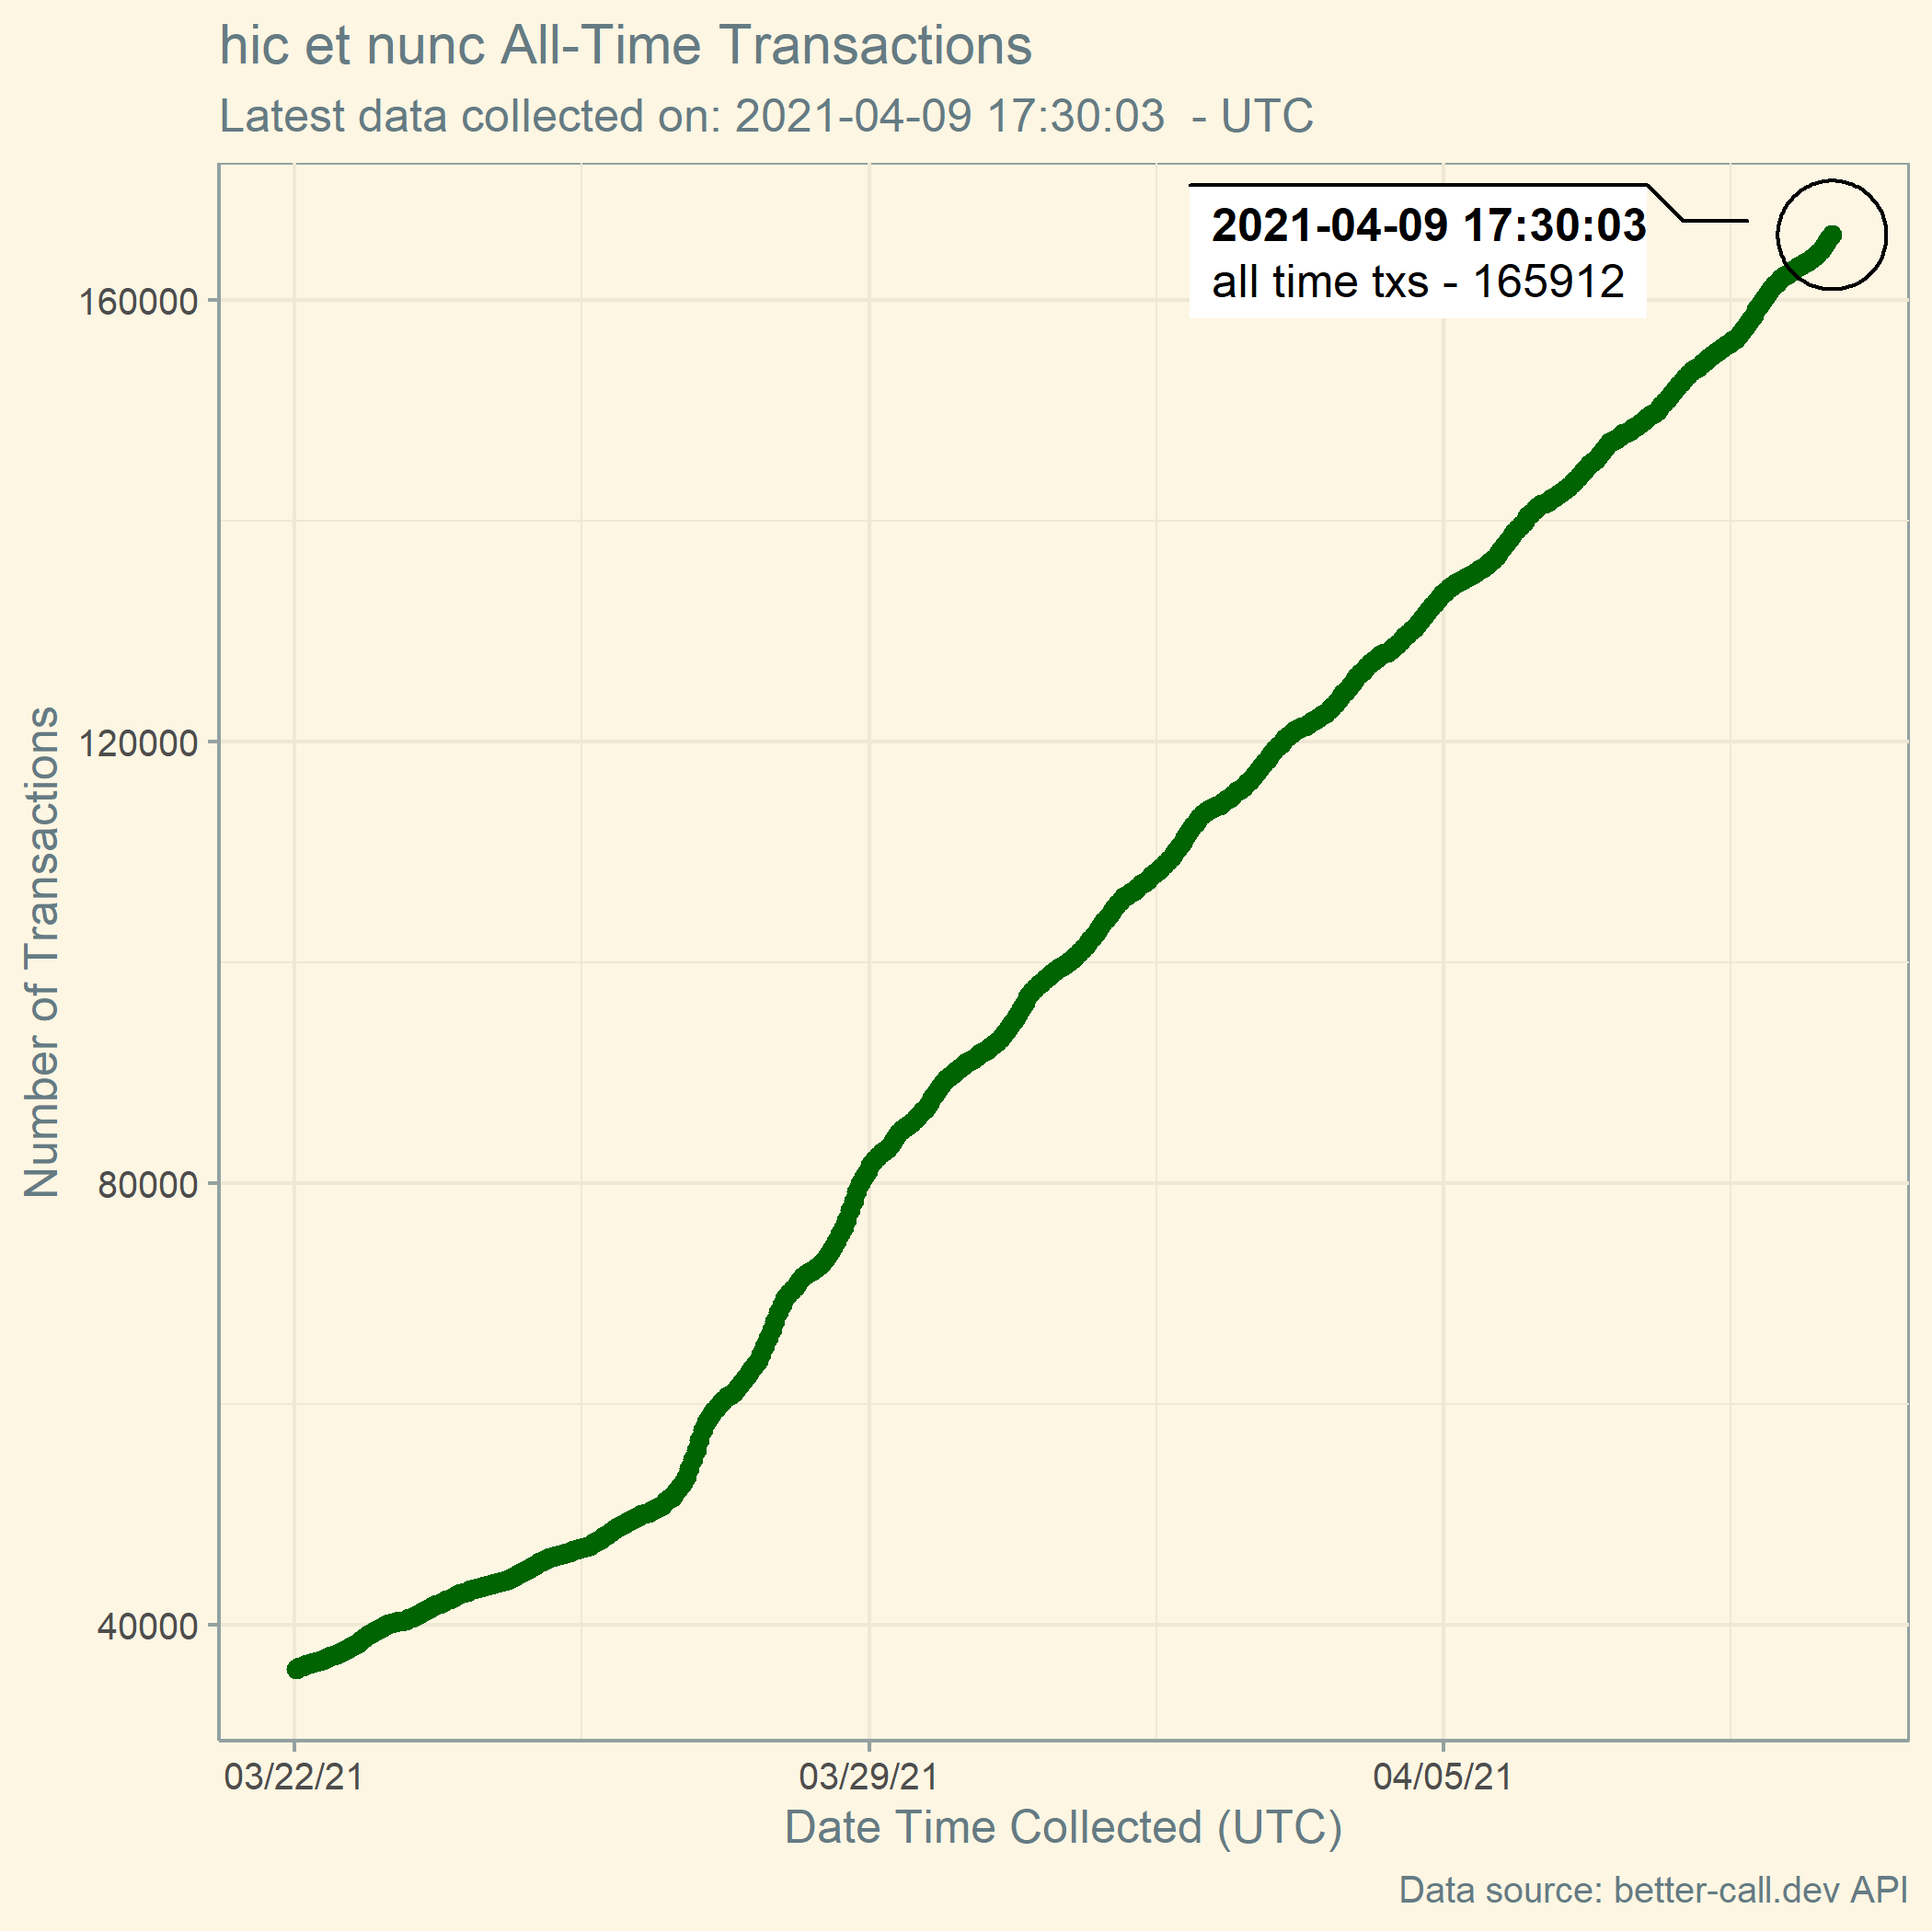 hic et nunc All-Time Transactions
Latest data collected on: 2021-04-09 17:30:03  - UTC
2021-04-09 17:30:03
all time txs - 165912
Number of Transactions
160000
120000
80000
40000
03/22/21
03/29/21
04/05/21
Date Time Collected (UTC)
Data source: better-call.dev API